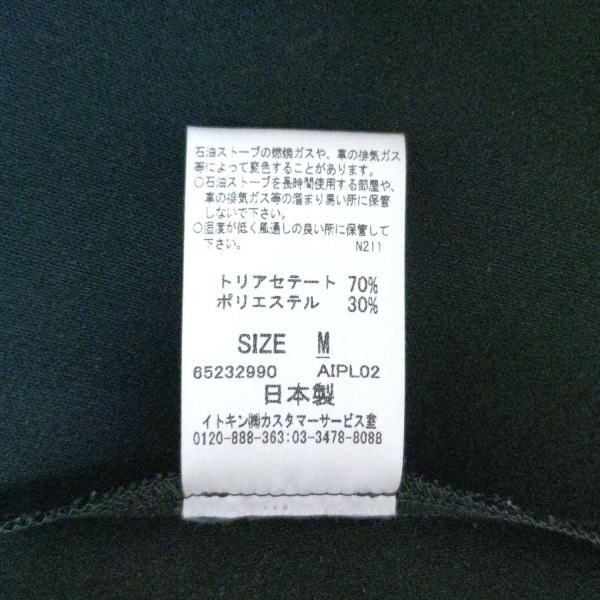 石油ストーブの燃焼ガスや、車の排気ガス
等によって変色することがあります。
○石油ストーブを長時間使用する部屋や、
車の排気ガス等の溜まり易い所に保管
しないで下さい。
○湿度が低く風通しの良い所に保管して
下さい。 N211
トリアセテート 70%
ポリエステル 30%
SIZE M
65232990 AIPL02
日本製
イトキン㈱カスタマーサービス室
0120-888-363:03-3478-8088